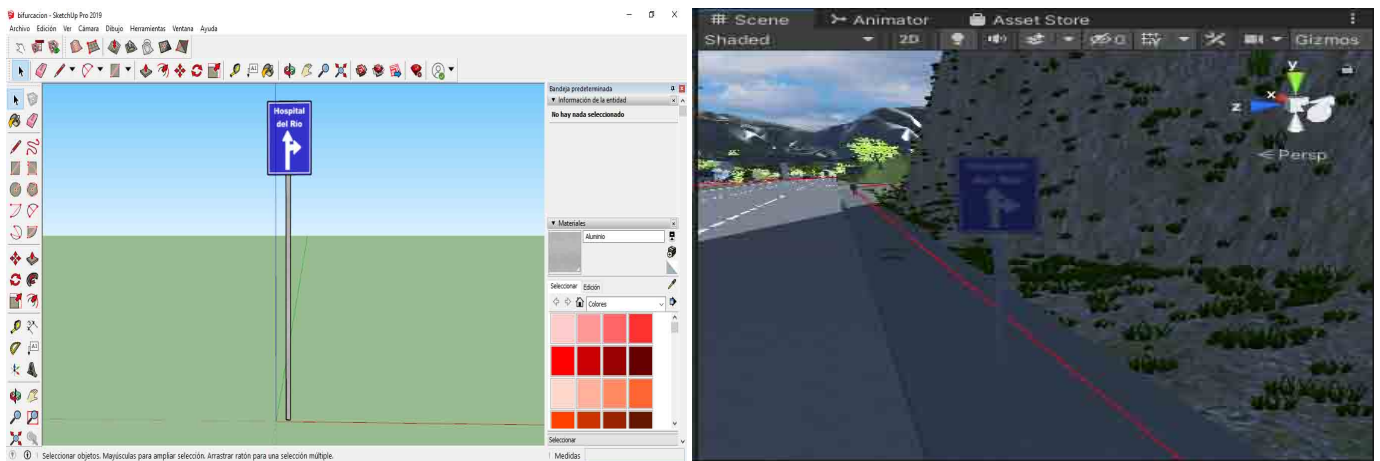 bifurcacion - SketchUp Pro 2019
Archivo Edición Ver Cámara Dibujo Herramientas Ventana Ayuda
Bandeja predeterminada
Información de la entidad
No hay nada seleccionado
Hospital
del Rio
Materiales
Aluminio
Seleccionar Edición
Colores
Seleccionar
Seleccionar objetos. Mayúsculas para ampliar selección. Arrastrar ratón para una selección múltiple.
Medidas
Scene Animator Asset Store
Shaded 2D 0 Gizmos
y
x
z
Persp